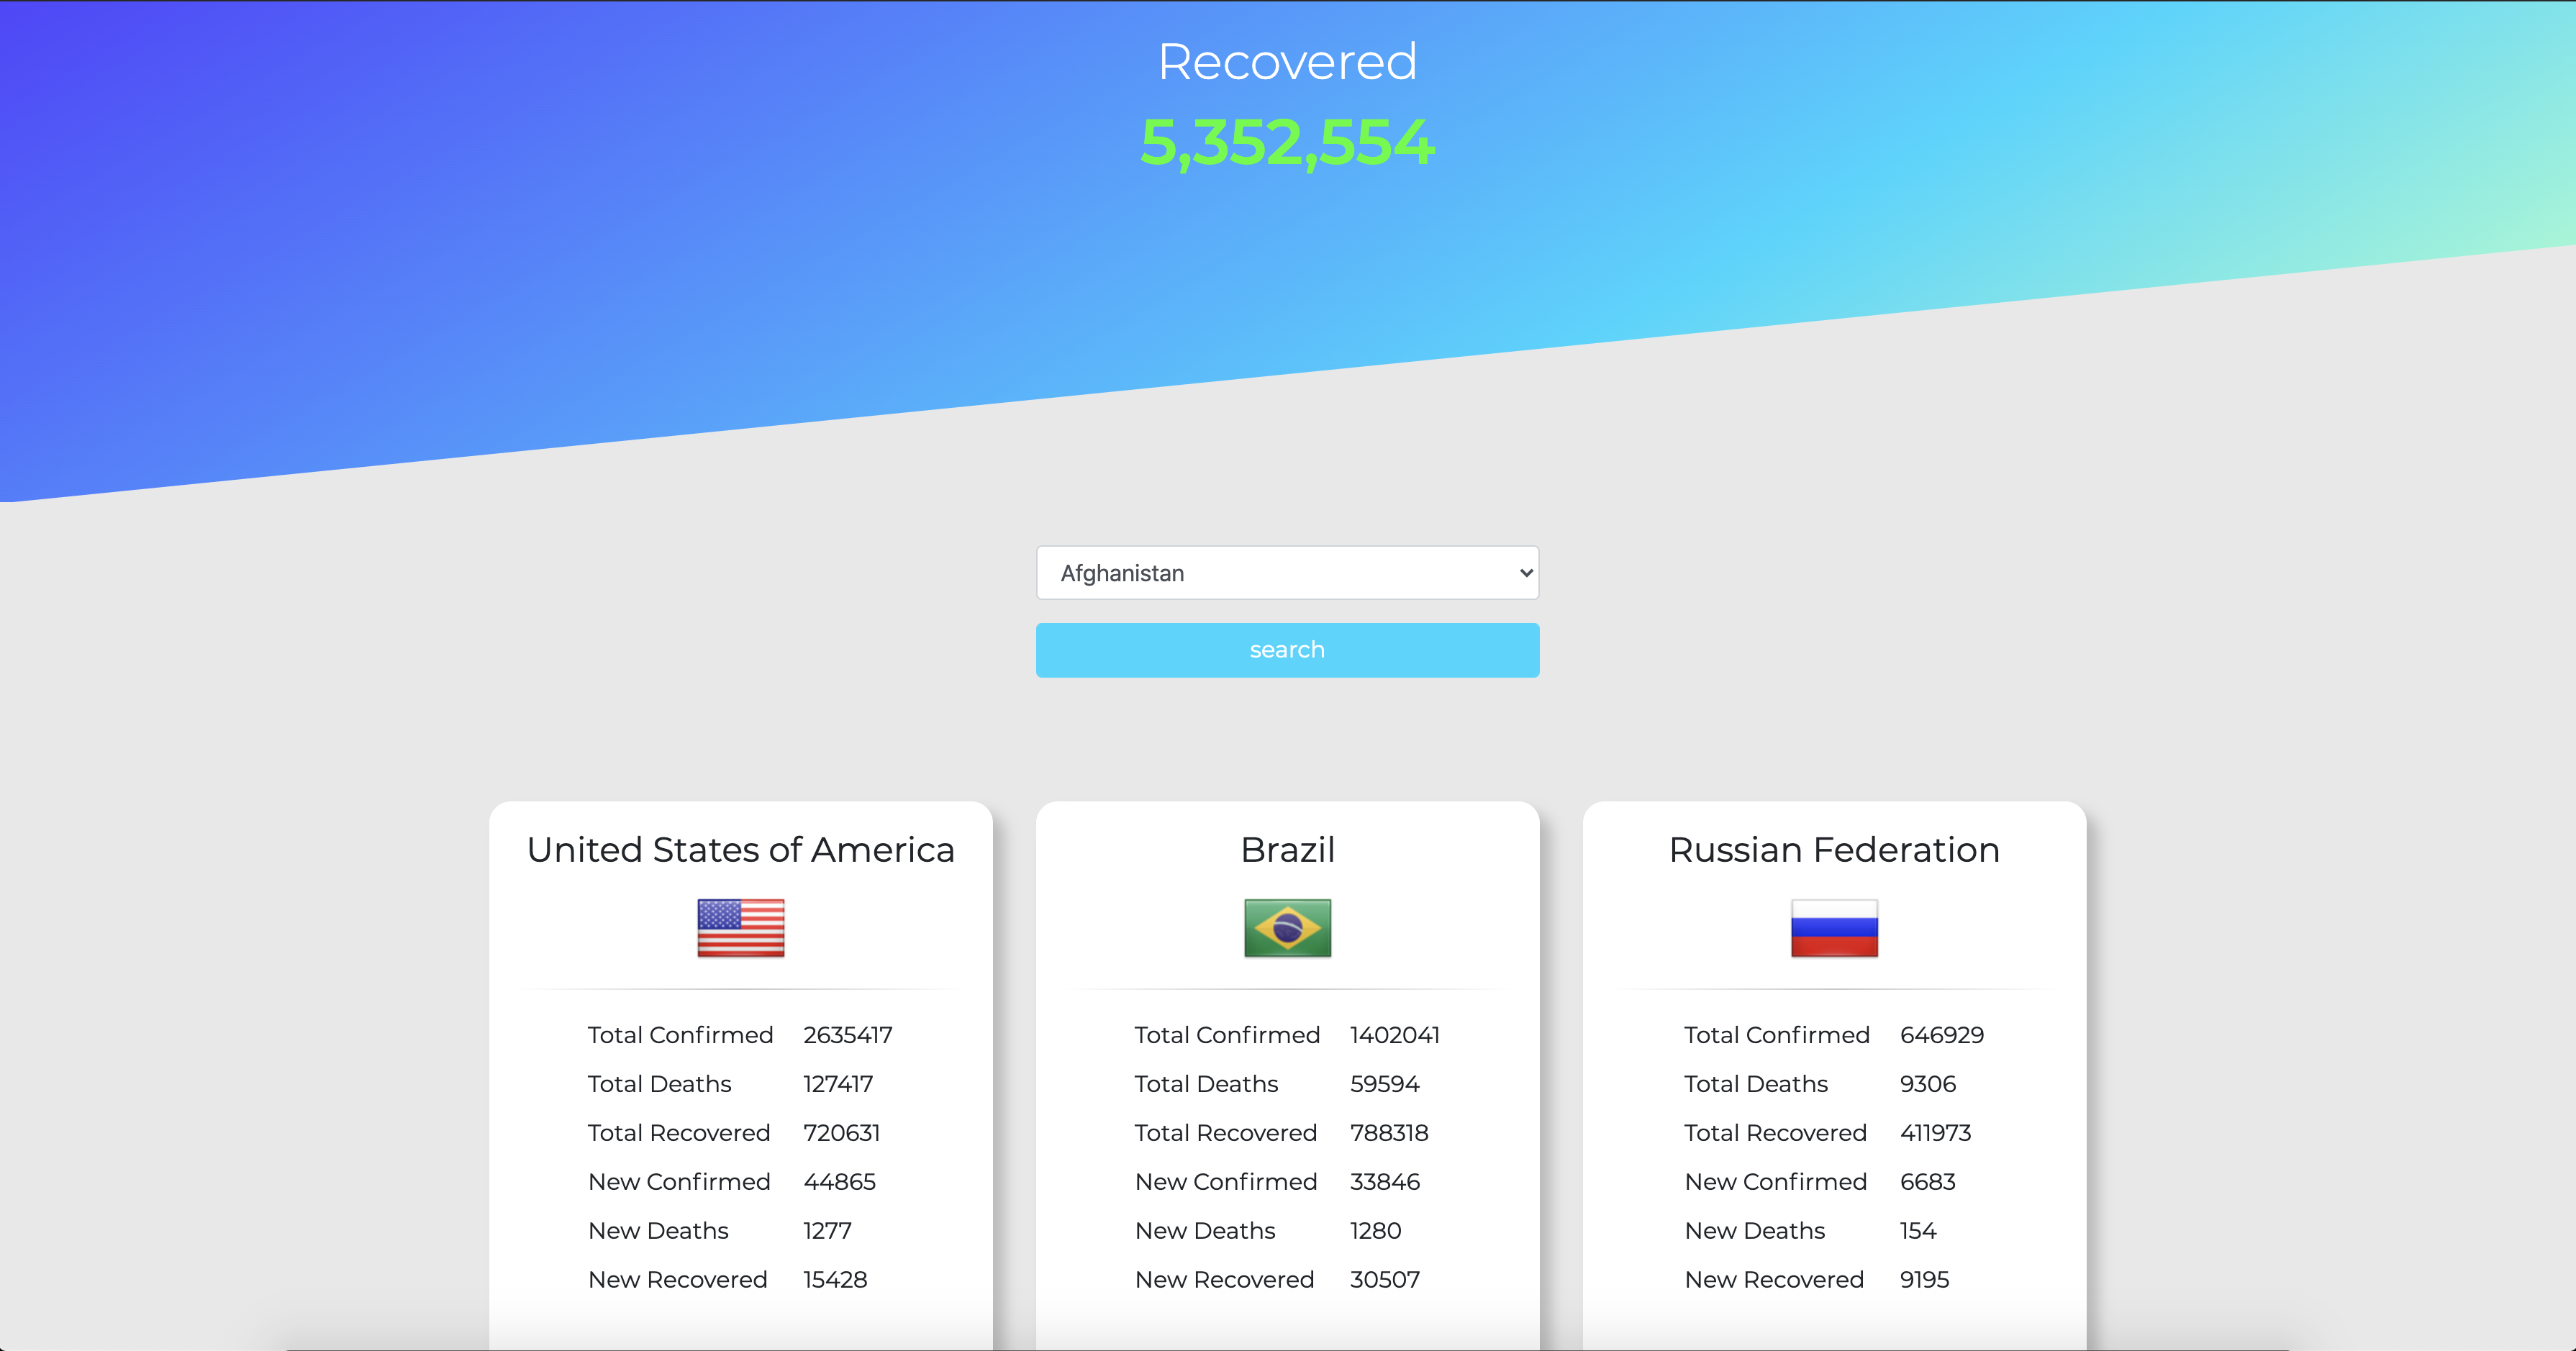 Recovered
5,352,554
Afghanistan
search
United States of America
Total Confirmed 2635417
Total Deaths 127417
Total Recovered 720631
New Confirmed 44865
New Deaths 1277
New Recovered 15428
Brazil
Total Confirmed 1402041
Total Deaths 59594
Total Recovered 788318
New Confirmed 33846
New Deaths 1280
New Recovered 30507
Russian Federation
Total Confirmed 646929
Total Deaths 9306
Total Recovered 411973
New Confirmed 6683
New Deaths 154
New Recovered 9195